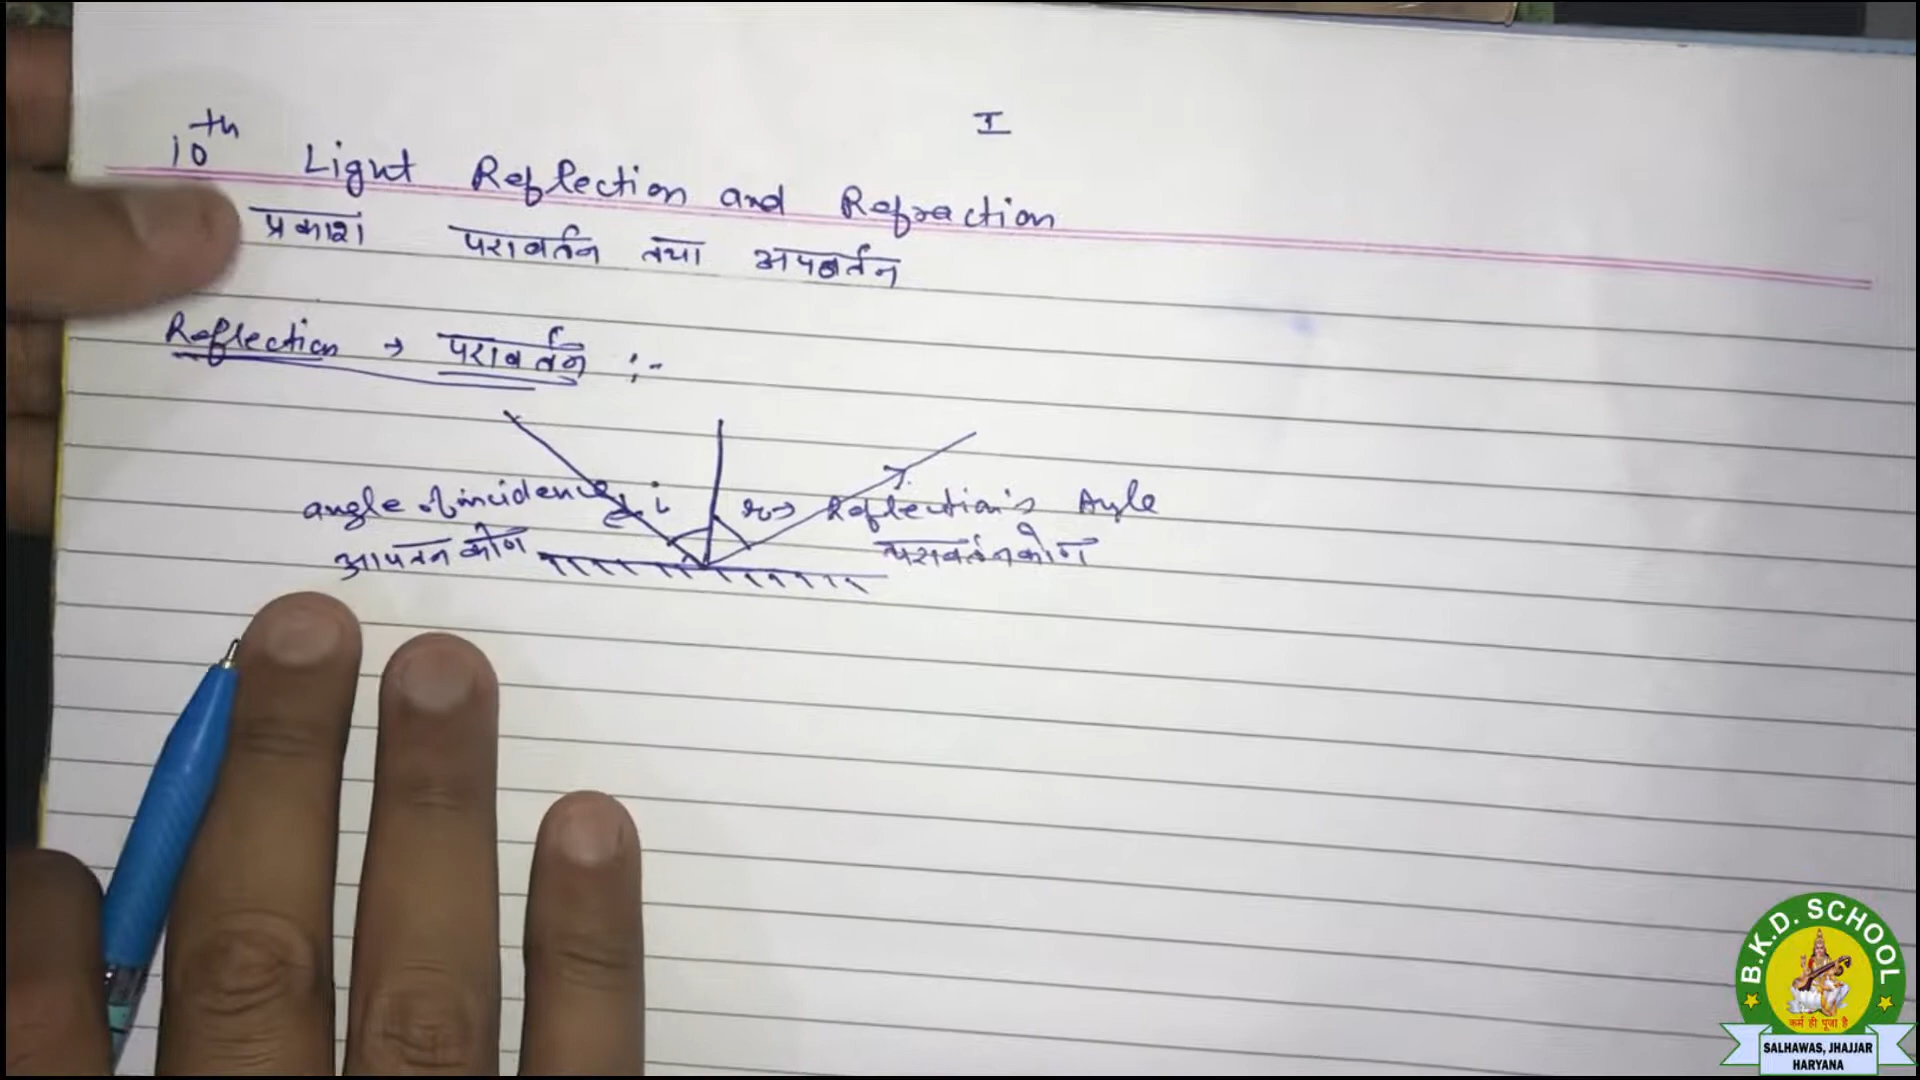 I
10th Light Reflection and Refraction
प्रकाश परावर्तन तथा अपवर्तन
Reflection → परावर्तन :-
angle of incidence i r → Reflection's Angle
आपतन कोण परावर्तन कोण
B.K.D. SCHOOL
कर्म ही पूजा है
SALHAWAS, JHAJJAR
HARYANA